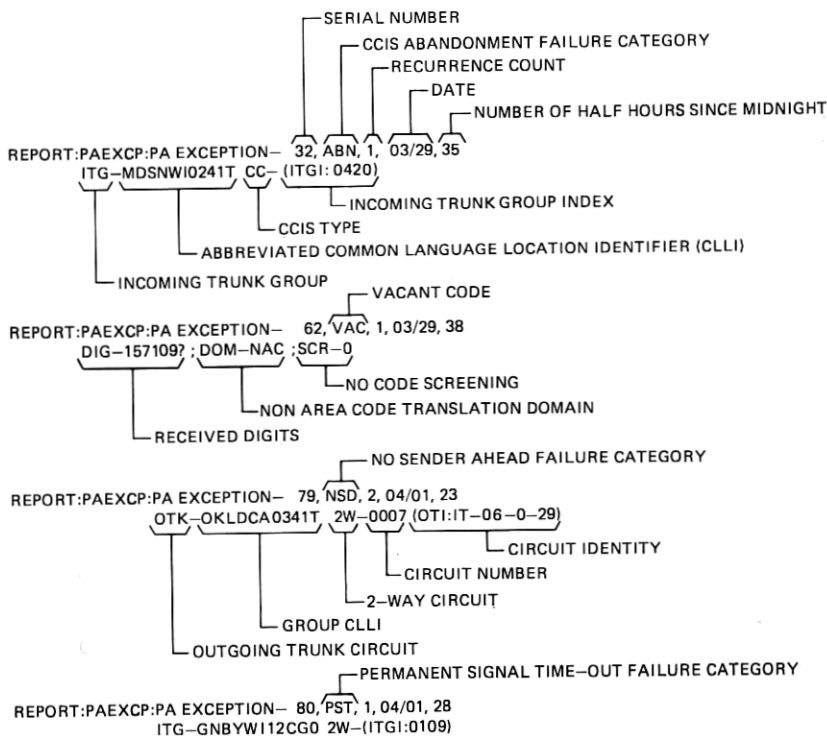 SERIAL NUMBER
CCIS ABANDONMENT FAILURE CATEGORY
RECURRENCE COUNT
DATE
NUMBER OF HALF HOURS SINCE MIDNIGHT
REPORT:PAEXCP:PA EXCEPTION– 32, ABN, 1, 03/29, 35
ITG–MDSNWI0241T CC– (ITGI: 0420)
INCOMING TRUNK GROUP INDEX
CCIS TYPE
ABBREVIATED COMMON LANGUAGE LOCATION IDENTIFIER (CLLI)
INCOMING TRUNK GROUP
VACANT CODE
REPORT:PAEXCP:PA EXCEPTION– 62, VAC, 1, 03/29, 38
DIG–157109? ; DOM–NAC ; SCR–0
NO CODE SCREENING
NON AREA CODE TRANSLATION DOMAIN
RECEIVED DIGITS
NO SENDER AHEAD FAILURE CATEGORY
REPORT:PAEXCP:PA EXCEPTION– 79, NSD, 2, 04/01, 23
OTK–OKLDCA0341T 2W–0007 (OTI:IT–06–0–29)
CIRCUIT IDENTITY
CIRCUIT NUMBER
2–WAY CIRCUIT
GROUP CLLI
OUTGOING TRUNK CIRCUIT
PERMANENT SIGNAL TIME–OUT FAILURE CATEGORY
REPORT:PAEXCP:PA EXCEPTION– 80, PST, 1, 04/01, 28
ITG–GNBYWI12CG0 2W–(ITGI:0109)